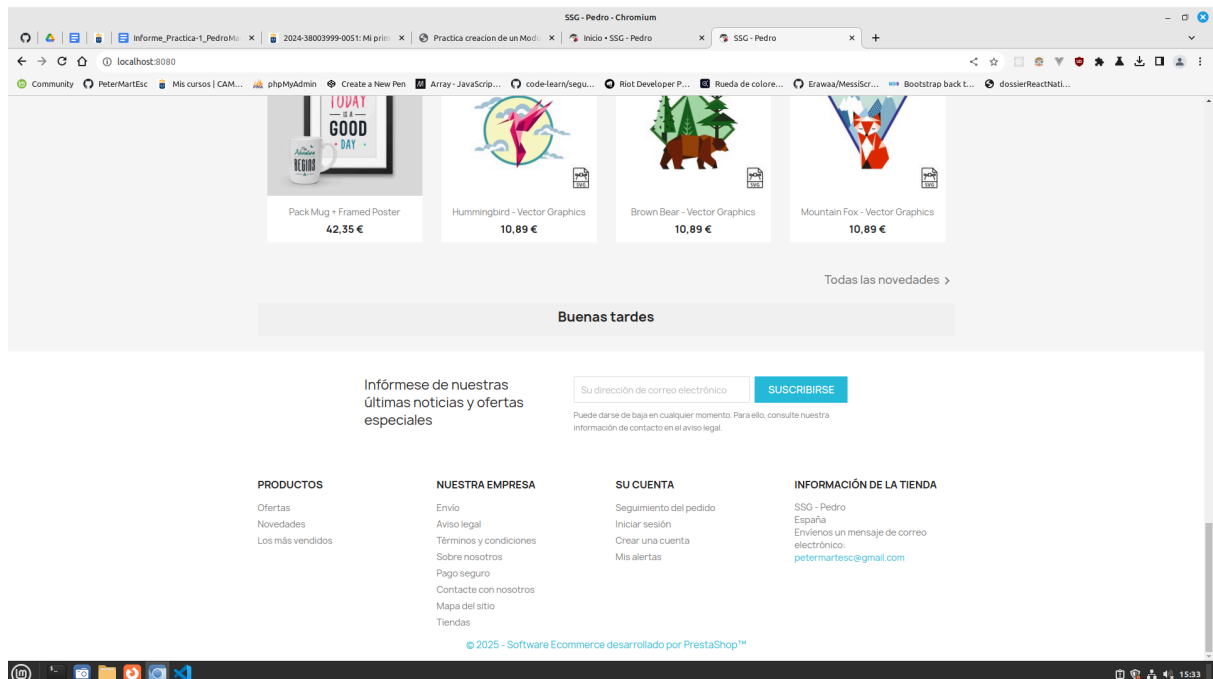 SSG - Pedro - Chromium
Informe_Practica-1_PedroMa
2024-38003999-0051: Mi prim
Practica creacion de un Modu
Inicio • SSG - Pedro
SSG - Pedro
localhost:8080
Community
PeterMartEsc
Mis cursos | CAM...
phpMyAdmin
Create a New Pen
Array - JavaScrip...
code-learn/segu...
Riot Developer P...
Rueda de colore...
Erawaa/MessiScr...
Bootstrap back t...
dossierReactNati...
TODAY
IS A
GOOD
DAY
The
Adventure
BEGINS
SVG
SVG
SVG
Pack Mug + Framed Poster
42,35 €
Hummingbird - Vector Graphics
10,89 €
Brown Bear - Vector Graphics
10,89 €
Mountain Fox - Vector Graphics
10,89 €
Todas las novedades
Buenas tardes
Infórmese de nuestras
últimas noticias y ofertas
especiales
Su dirección de correo electrónico
SUSCRIBIRSE
Puede darse de baja en cualquier momento. Para ello, consulte nuestra
información de contacto en el aviso legal.
PRODUCTOS
Ofertas
Novedades
Los más vendidos
NUESTRA EMPRESA
Envío
Aviso legal
Términos y condiciones
Sobre nosotros
Pago seguro
Contacte con nosotros
Mapa del sitio
Tiendas
SU CUENTA
Seguimiento del pedido
Iniciar sesión
Crear una cuenta
Mis alertas
INFORMACIÓN DE LA TIENDA
SSG - Pedro
España
Envíenos un mensaje de correo
electrónico:
petermartesc@gmail.com
© 2025 - Software Ecommerce desarrollado por PrestaShop™
15:33